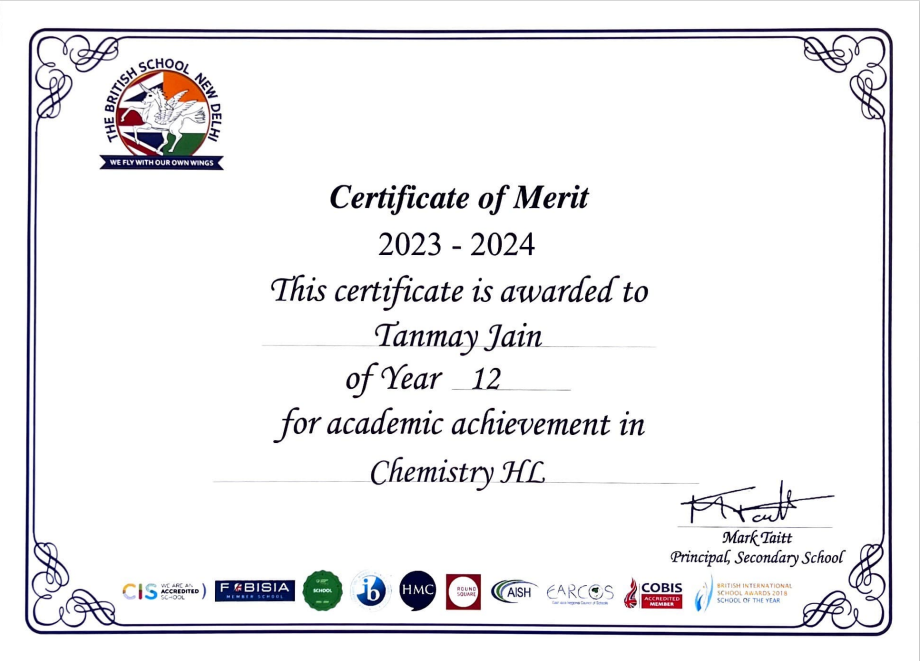 THE BRITISH SCHOOL NEW DELHI
WE FLY WITH OUR OWN WINGS
Certificate of Merit
2023 - 2024
This certificate is awarded to
Tanmay Jain
of Year 12
for academic achievement in
Chemistry HL
Mark Taitt
Principal, Secondary School
CIS WE ARE AN ACCREDITED SCHOOL
FOBISIA MEMBER SCHOOL
SCHOOL
ib
HMC
ROUND SQUARE
AISH
EARCOS
COBIS ACCREDITED MEMBER
BRITISH INTERNATIONAL SCHOOL AWARDS 2018 SCHOOL OF THE YEAR